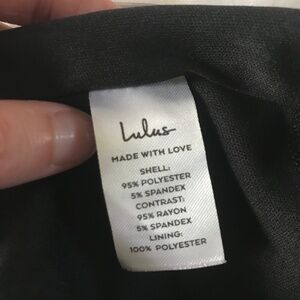 Lulus
MADE WITH LOVE
SHELL:
95% POLYESTER
5% SPANDEX
CONTRAST:
95% RAYON
5% SPANDEX
LINING:
100% POLYESTER